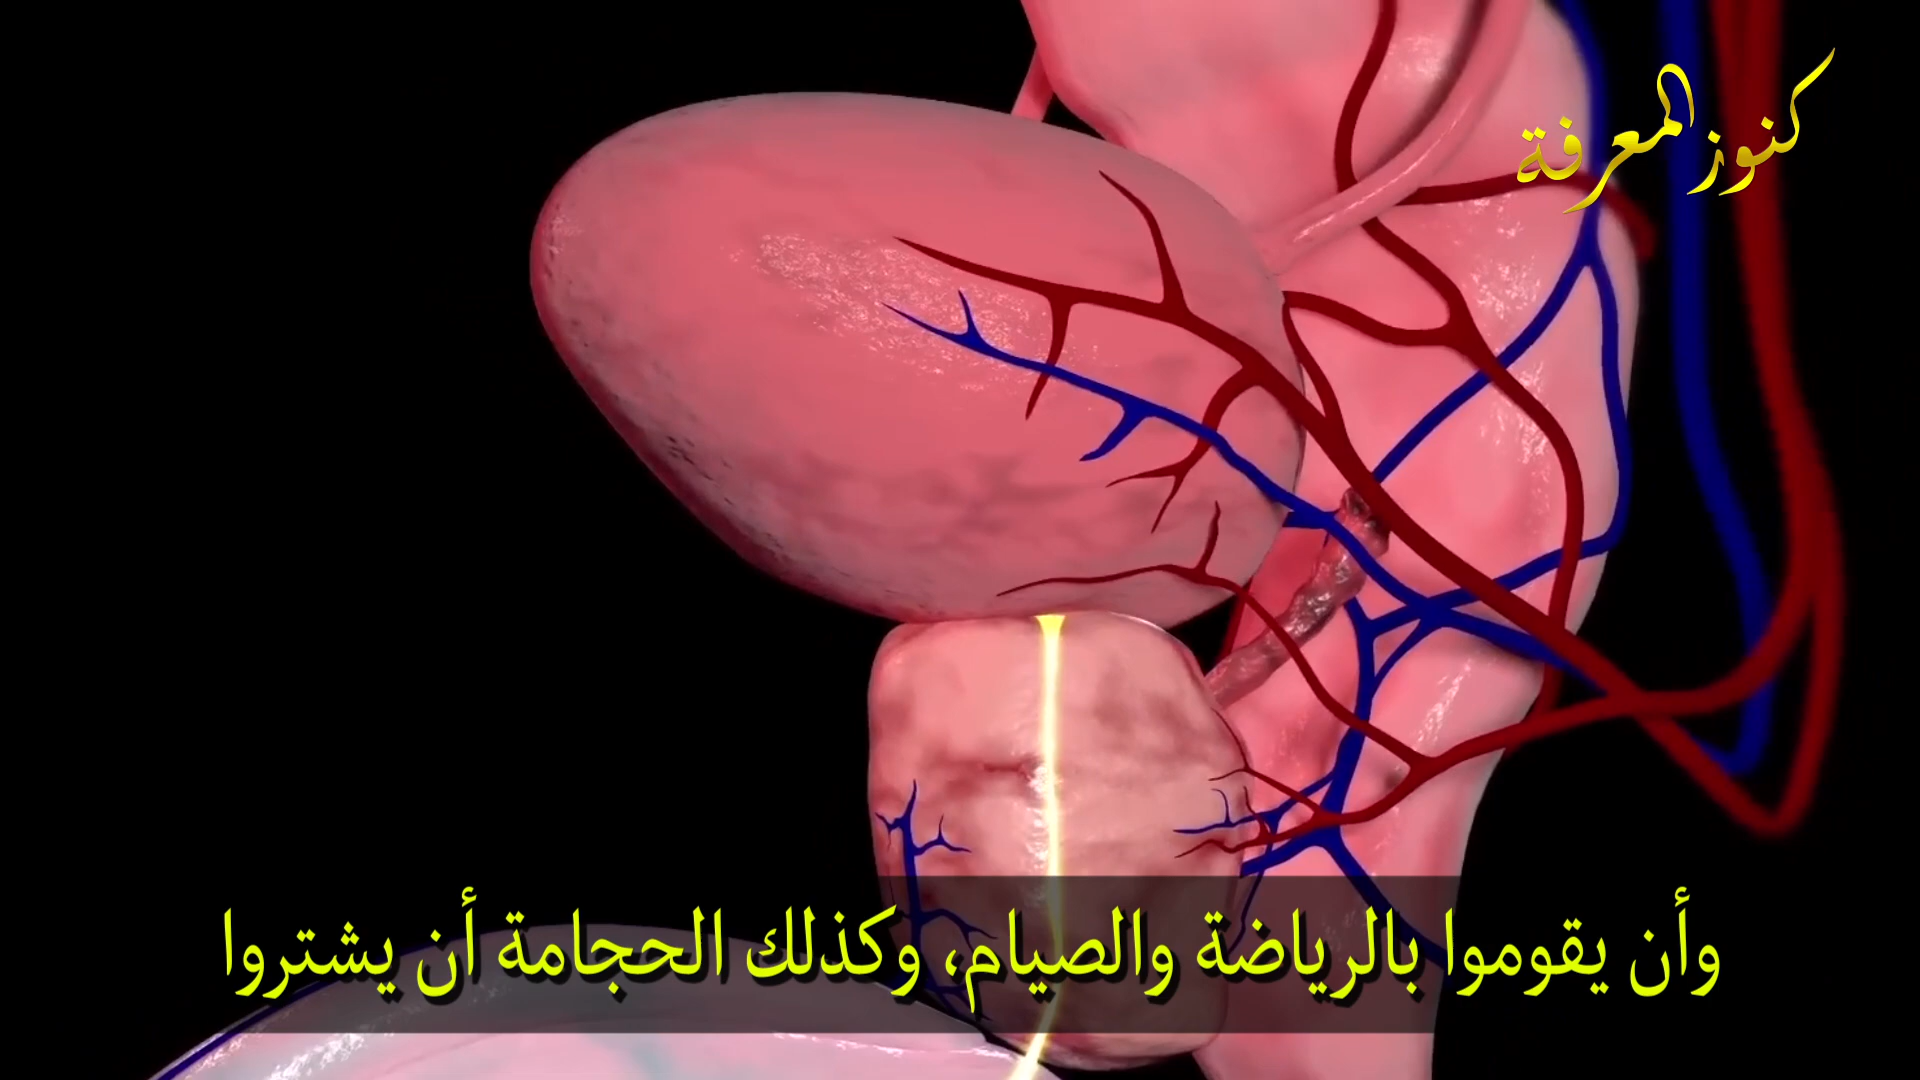 كنوز المعرفة
وأن يقوموا بالرياضة والصيام، وكذلك الحجامة أن يشتروا